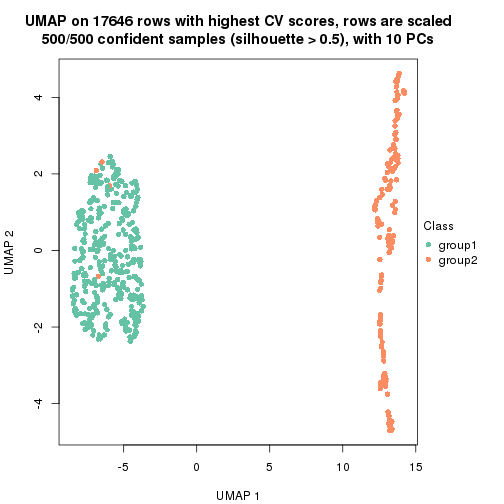 UMAP on 17646 rows with highest CV scores, rows are scaled
500/500 confident samples (silhouette > 0.5), with 10 PCs
4
2
0
-2
-4
UMAP 2
-5
0
5
10
15
UMAP 1
Class
group1
group2